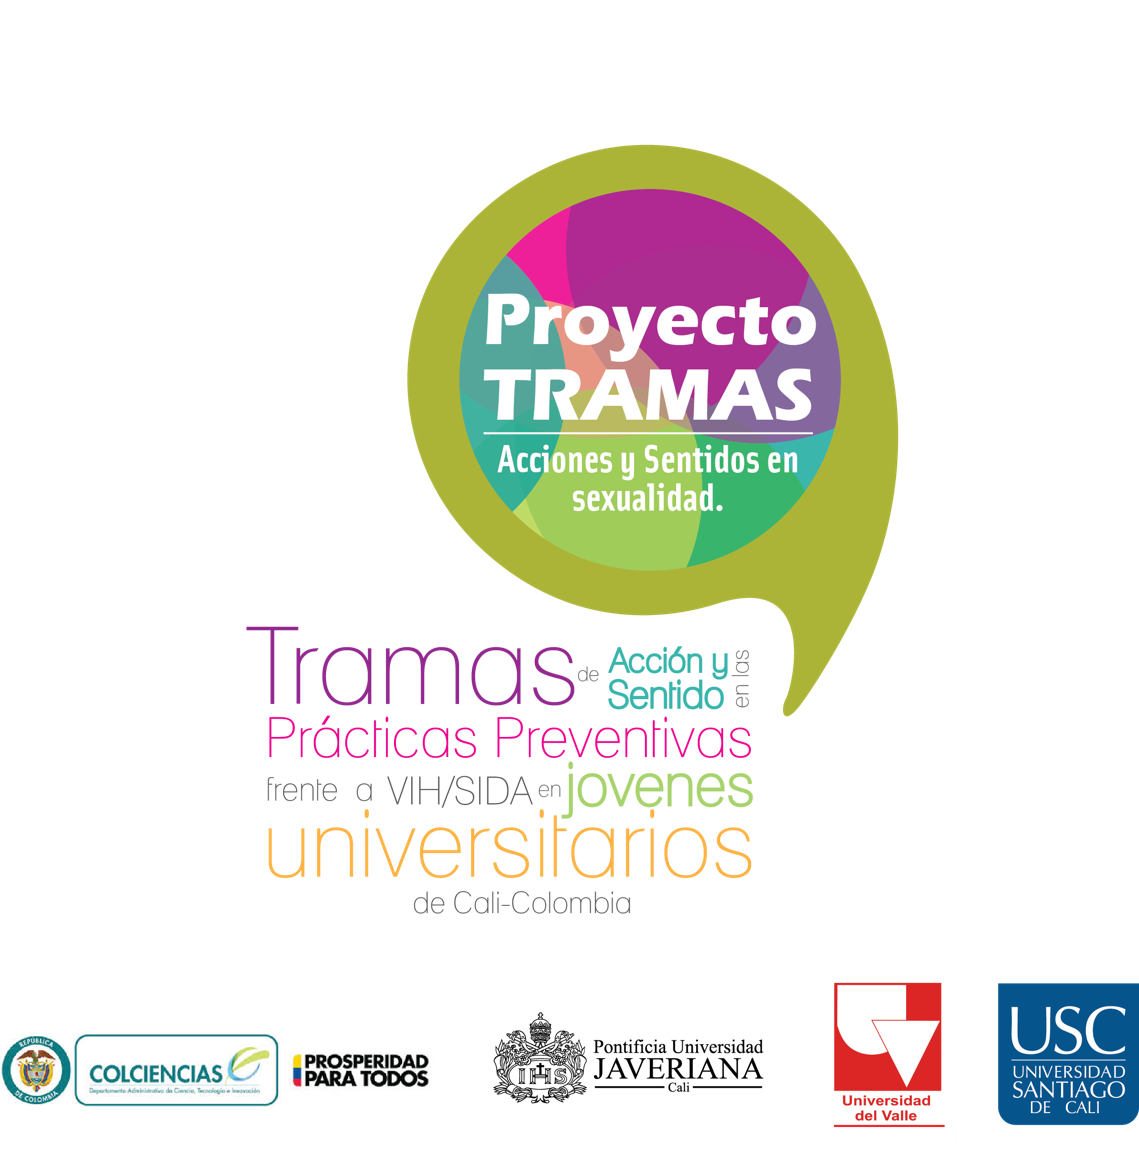 Proyecto
TRAMAS
Acciones y Sentidos en
sexualidad.
Tramas de Acción y Sentido en las
Prácticas Preventivas
frente a VIH/SIDA en jovenes
universitarios
de Cali-Colombia
REPÚBLICA
DE COLOMBIA
COLCIENCIAS
Departamento Administrativo de Ciencia, Tecnología e Innovación
PROSPERIDAD
PARA TODOS
IHS
Pontificia Universidad
JAVERIANA
Cali
Universidad
del Valle
USC
UNIVERSIDAD
SANTIAGO
DE CALI